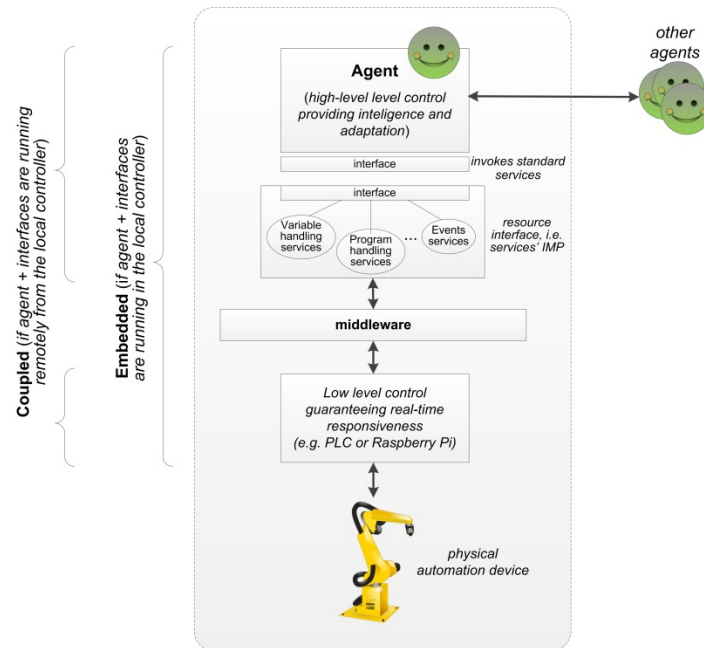 other
agents
Agent
(high-level level control
providing inteligence and
adaptation)
interface
invokes standard
services
interface
Variable
handling
services
Program
handling
services
...
Events
services
resource
interface, i.e.
services' IMP
middleware
Low level control
guaranteeing real-time
responsiveness
(e.g. PLC or Raspberry Pi)
physical
automation device
Coupled (if agent + interfaces are running
remotely from the local controller)
Embedded (if agent + interfaces
are running in the local controller)